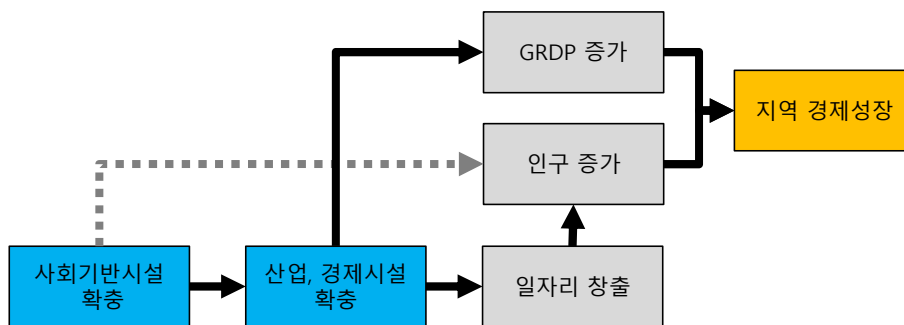 GRDP 증가
지역 경제성장
인구 증가
사회기반시설
확충
산업, 경제시설
확충
일자리 창출